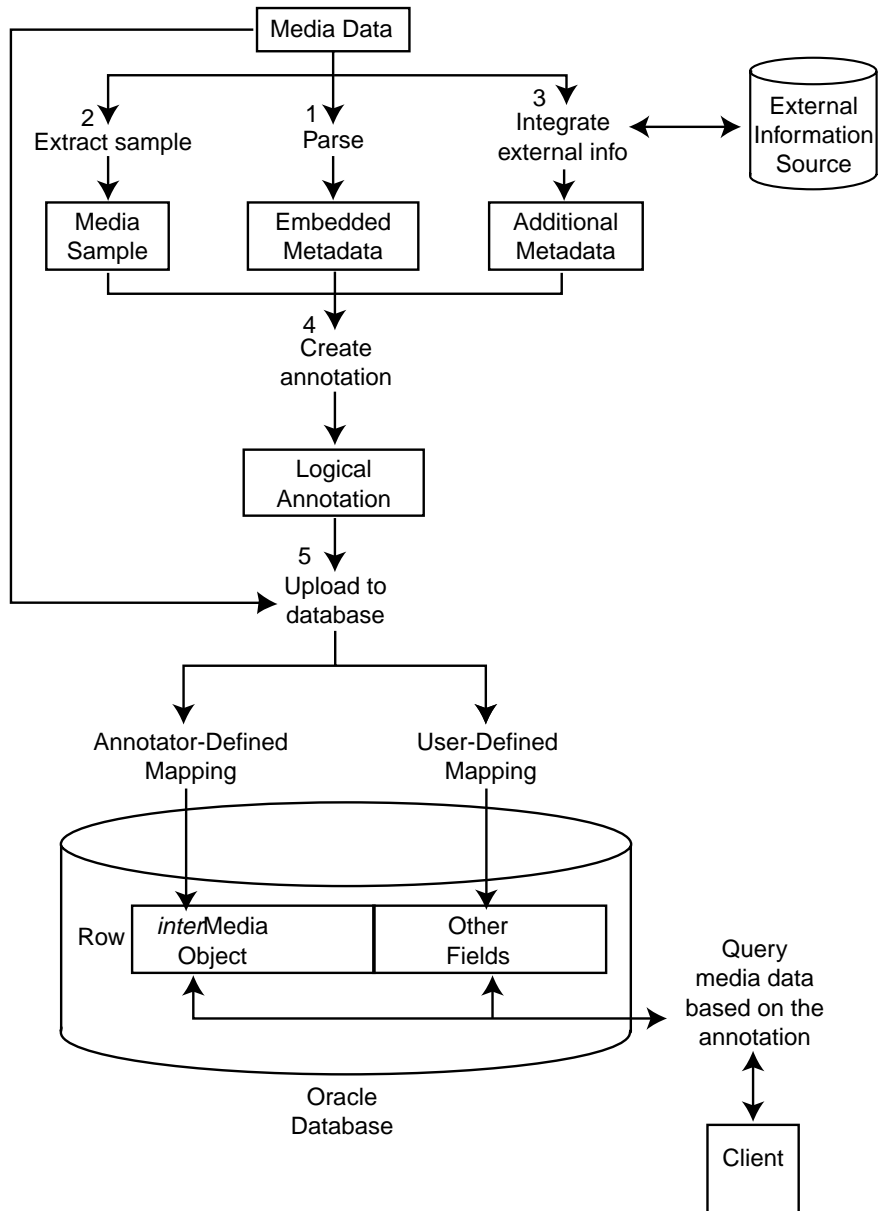 Media Data
2
Extract sample
1
Parse
3
Integrate
external info
External
Information
Source
Media
Sample
Embedded
Metadata
Additional
Metadata
4
Create
annotation
Logical
Annotation
5
Upload to
database
Annotator-Defined
Mapping
User-Defined
Mapping
Row
interMedia
Object
Other
Fields
Query
media data
based on the
annotation
Oracle
Database
Client